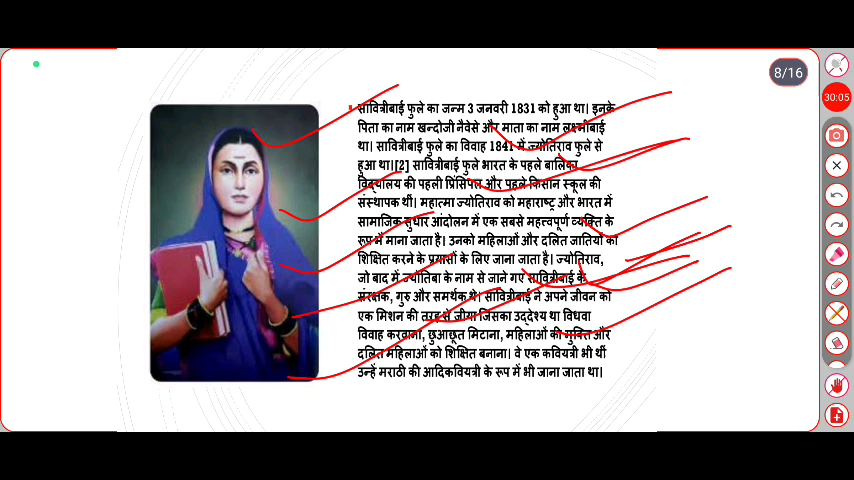 8/16
30:05
सावित्रीबाई फुले का जन्म 3 जनवरी 1831 को हुआ था। इनके
पिता का नाम खन्दोजी नैवेसे और माता का नाम लक्ष्मीबाई
था। सावित्रीबाई फुले का विवाह 1841 में ज्योतिराव फुले से
हुआ था।[2] सावित्रीबाई फुले भारत के पहले बालिका
विद्यालय की पहली प्रिंसिपल और पहले किसान स्कूल की
संस्थापक थीं। महात्मा ज्योतिराव को महाराष्ट्र और भारत में
सामाजिक सुधार आंदोलन में एक सबसे महत्त्वपूर्ण व्यक्ति के
रूप में माना जाता है। उनको महिलाओं और दलित जातियों को
शिक्षित करने के प्रयासों के लिए जाना जाता है। ज्योतिराव,
जो बाद में ज्योतिबा के नाम से जाने गए सावित्रीबाई के
संरक्षक, गुरु और समर्थक थे। सावित्रीबाई ने अपने जीवन को
एक मिशन की तरह से जीया जिसका उद्देश्य था विधवा
विवाह करवाना, छुआछूत मिटाना, महिलाओं की मुक्ति और
दलित महिलाओं को शिक्षित बनाना। वे एक कवियत्री भी थीं
उन्हें मराठी की आदिकवियत्री के रूप में भी जाना जाता था।